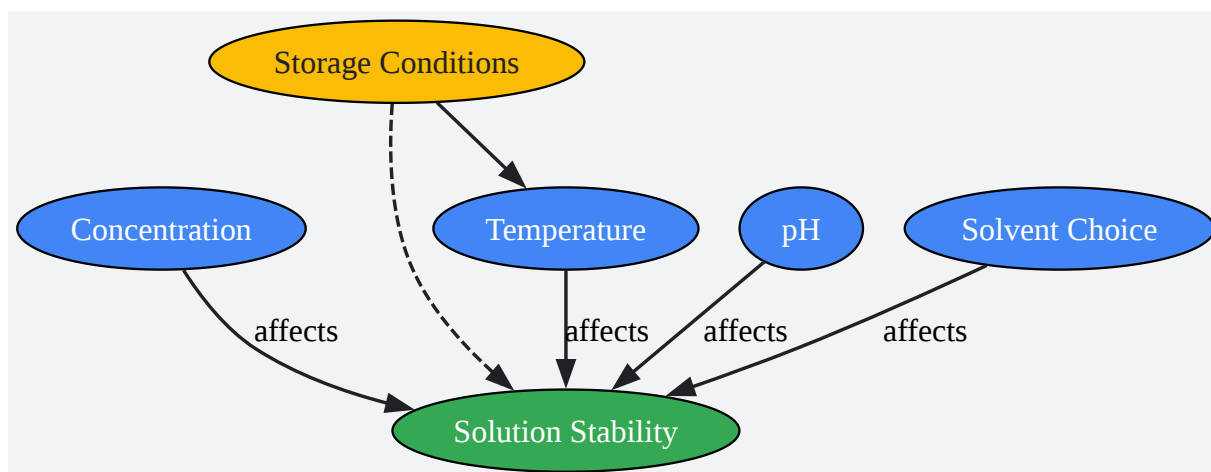 Storage Conditions
Concentration
Temperature
pH
Solvent Choice
affects
affects
affects
affects
Solution Stability